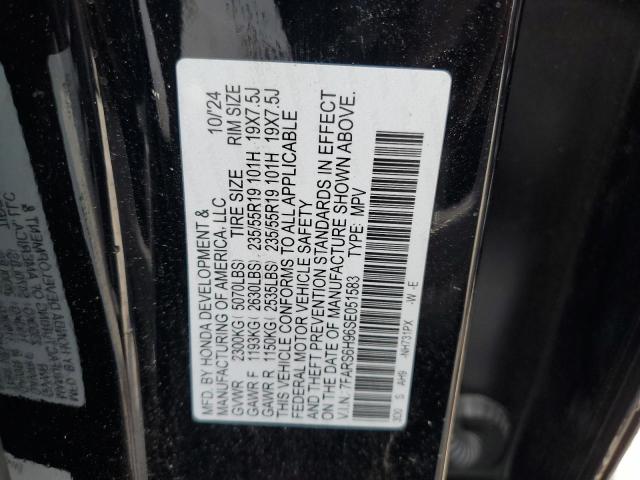 MFD. BY HONDA DEVELOPMENT & 10/24
MANUFACTURING OF AMERICA, LLC
GVWR 2300KG( 5070LBS) TIRE SIZE RIM SIZE
GAWR F 1193KG( 2630LBS) 235/55R19 101H 19X7.5J
GAWR R 1150KG( 2535LBS) 235/55R19 101H 19X7.5J
THIS VEHICLE CONFORMS TO ALL APPLICABLE
FEDERAL MOTOR VEHICLE SAFETY
AND THEFT PREVENTION STANDARDS IN EFFECT
ON THE DATE OF MANUFACTURE SHOWN ABOVE.
V.I.N.: 7FARS6H96SE051583 TYPE: MPV
3D0 S AH9 -NH731PX -W -E